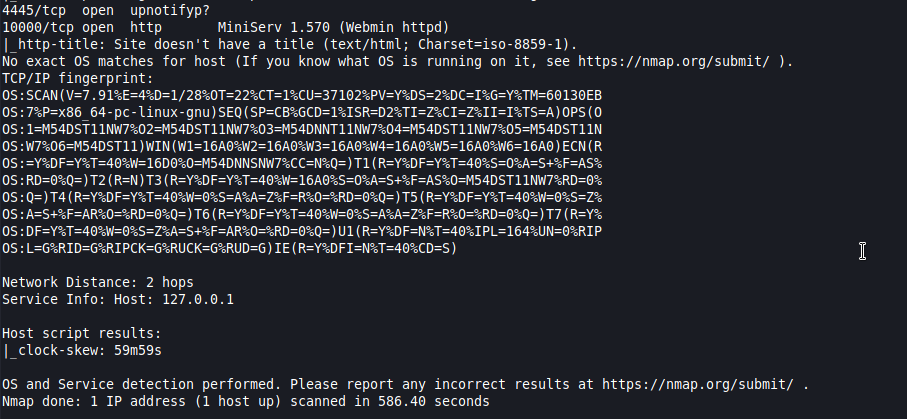 4445/tcp  open  upnotifyp?
10000/tcp open  http       MiniServ 1.570 (Webmin httpd)
|_http-title: Site doesn't have a title (text/html; Charset=iso-8859-1).
No exact OS matches for host (If you know what OS is running on it, see https://nmap.org/submit/ ).
TCP/IP fingerprint:
OS:SCAN(V=7.91%E=4%D=1/28%OT=22%CT=1%CU=37102%PV=Y%DS=2%DC=I%G=Y%TM=60130EB
OS:7%P=x86_64-pc-linux-gnu)SEQ(SP=CB%GCD=1%ISR=D2%TI=Z%CI=Z%II=I%TS=A)OPS(O
OS:1=M54DST11NW7%O2=M54DST11NW7%O3=M54DNNT11NW7%O4=M54DST11NW7%O5=M54DST11N
OS:W7%O6=M54DST11)WIN(W1=16A0%W2=16A0%W3=16A0%W4=16A0%W5=16A0%W6=16A0)ECN(R
OS:=Y%DF=Y%T=40%W=16D0%O=M54DNNSNW7%CC=N%Q=)T1(R=Y%DF=Y%T=40%S=O%A=S+%F=AS%
OS:RD=0%Q=)T2(R=N)T3(R=Y%DF=Y%T=40%W=16A0%S=O%A=S+%F=AS%O=M54DST11NW7%RD=0%
OS:Q=)T4(R=Y%DF=Y%T=40%W=0%S=A%A=Z%F=R%O=%RD=0%Q=)T5(R=Y%DF=Y%T=40%W=0%S=Z%
OS:A=S+%F=AR%O=%RD=0%Q=)T6(R=Y%DF=Y%T=40%W=0%S=A%A=Z%F=R%O=%RD=0%Q=)T7(R=Y%
OS:DF=Y%T=40%W=0%S=Z%A=S+%F=AR%O=%RD=0%Q=)U1(R=Y%DF=N%T=40%IPL=164%UN=0%RIP
OS:L=G%RID=G%RIPCK=G%RUCK=G%RUD=G)IE(R=Y%DFI=N%T=40%CD=S)
Network Distance: 2 hops
Service Info: Host: 127.0.0.1
Host script results:
|_clock-skew: 59m59s
OS and Service detection performed. Please report any incorrect results at https://nmap.org/submit/ .
Nmap done: 1 IP address (1 host up) scanned in 586.40 seconds